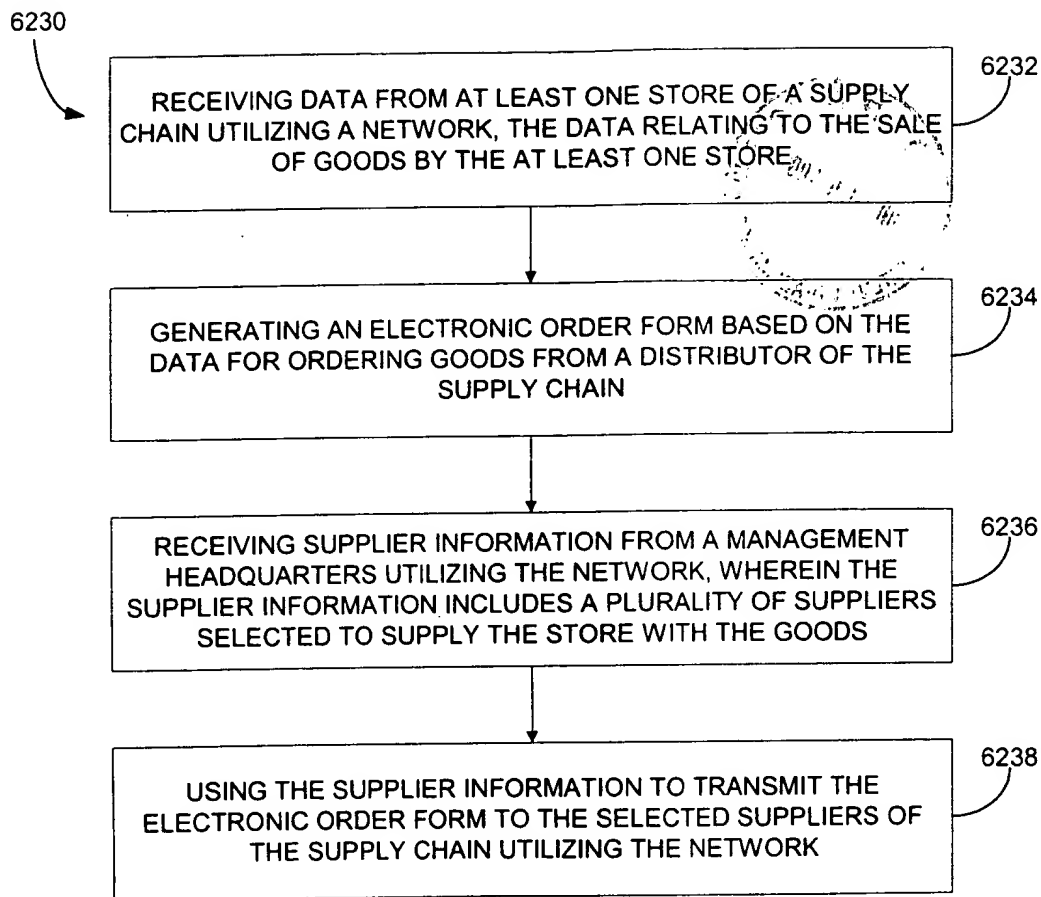 6230
6232
RECEIVING DATA FROM AT LEAST ONE STORE OF A SUPPLY
CHAIN UTILIZING A NETWORK, THE DATA RELATING TO THE SALE
OF GOODS BY THE AT LEAST ONE STORE
6234
GENERATING AN ELECTRONIC ORDER FORM BASED ON THE
DATA FOR ORDERING GOODS FROM A DISTRIBUTOR OF THE
SUPPLY CHAIN
6236
RECEIVING SUPPLIER INFORMATION FROM A MANAGEMENT
HEADQUARTERS UTILIZING THE NETWORK, WHEREIN THE
SUPPLIER INFORMATION INCLUDES A PLURALITY OF SUPPLIERS
SELECTED TO SUPPLY THE STORE WITH THE GOODS
6238
USING THE SUPPLIER INFORMATION TO TRANSMIT THE
ELECTRONIC ORDER FORM TO THE SELECTED SUPPLIERS OF
THE SUPPLY CHAIN UTILIZING THE NETWORK